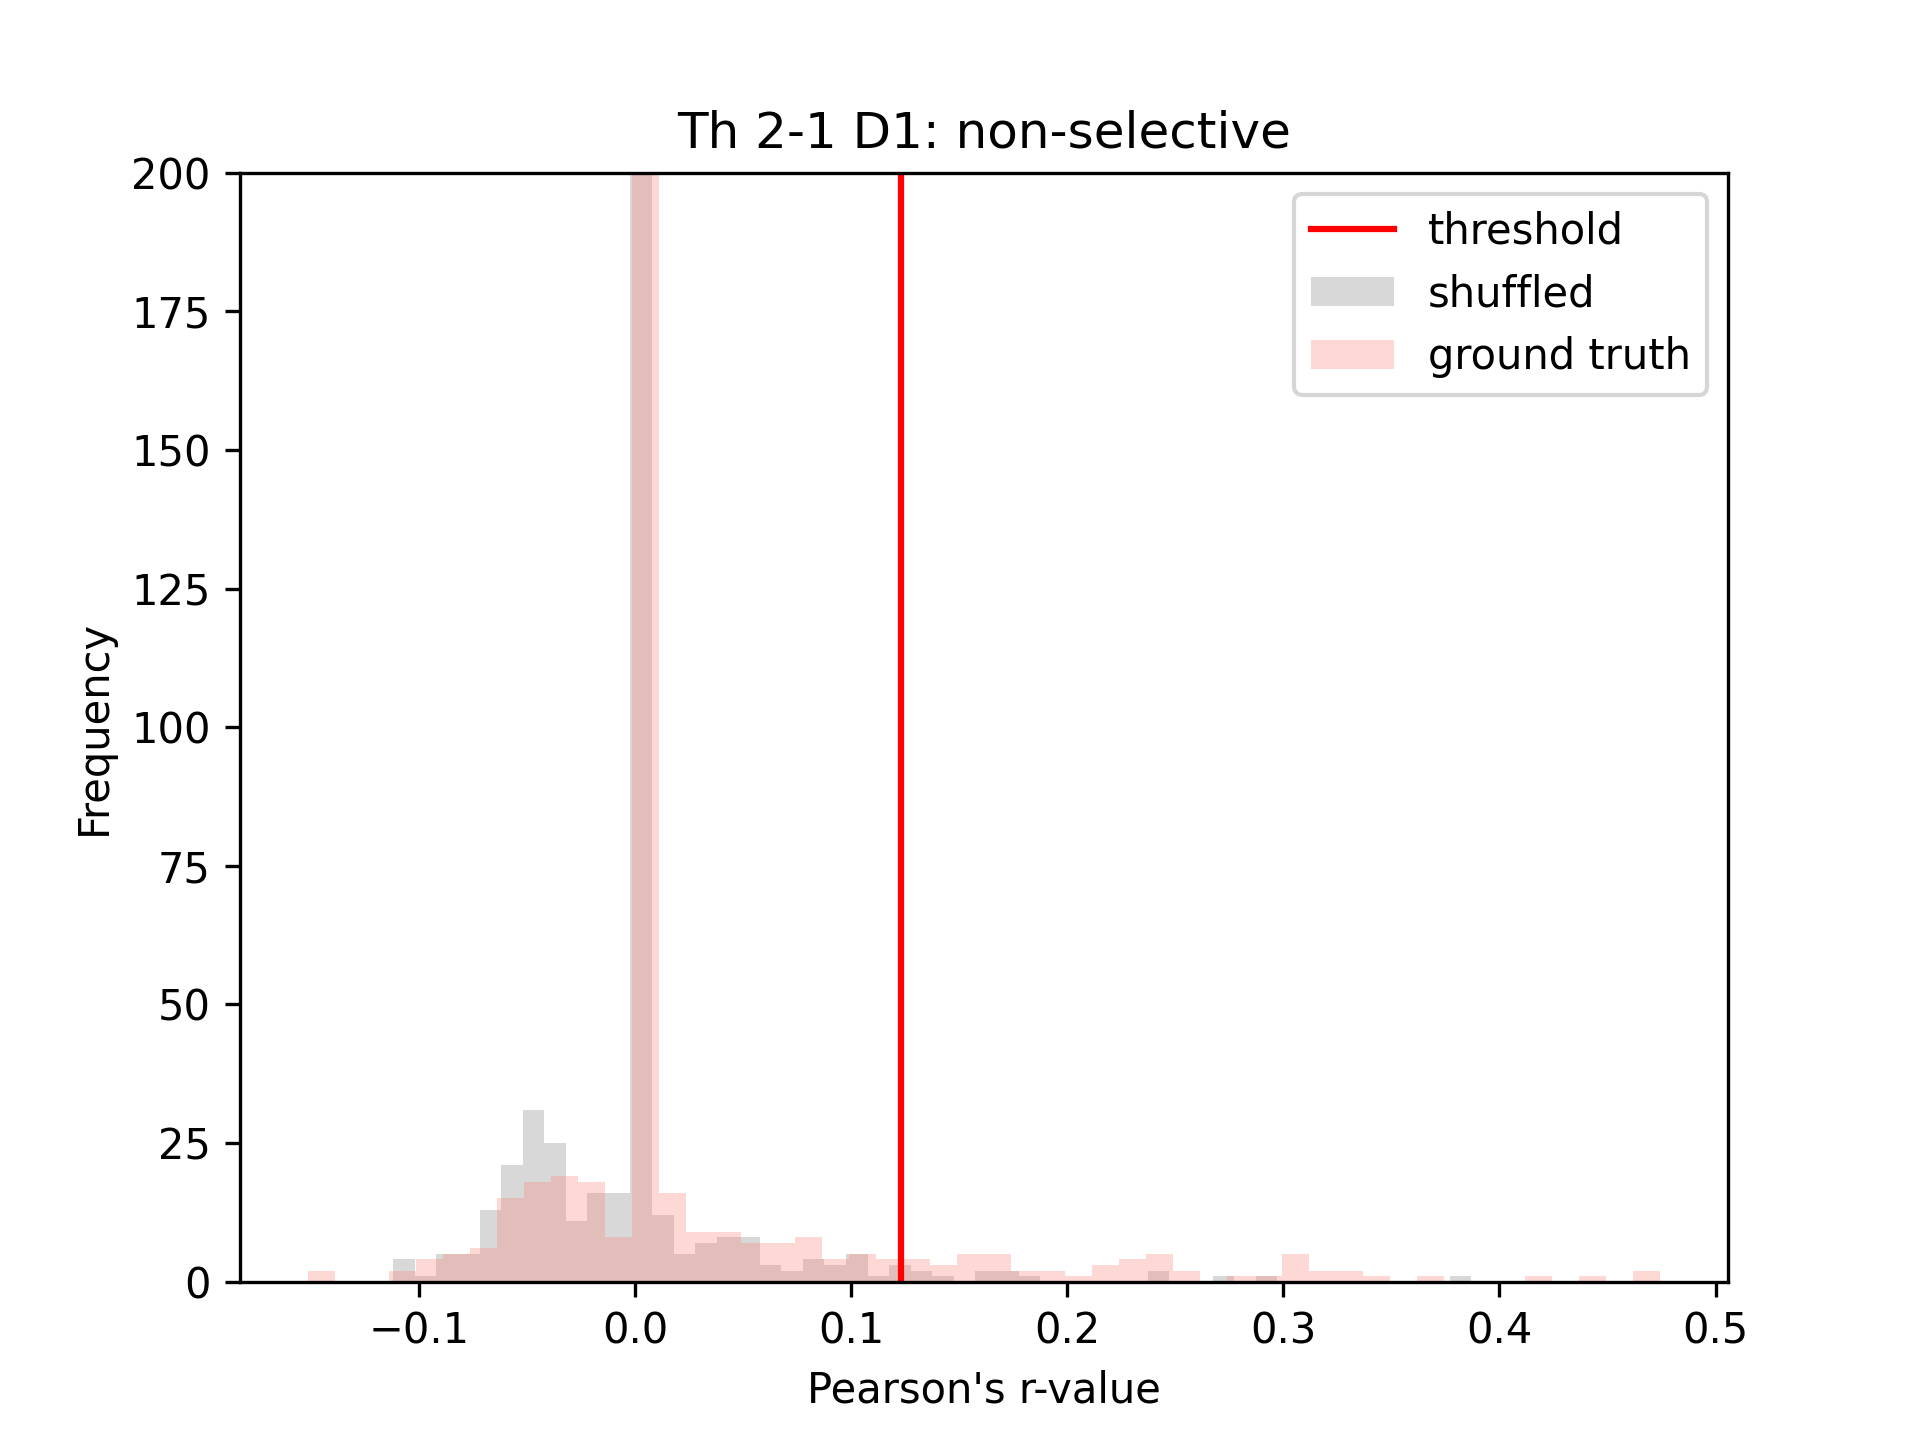 Th 2-1 D1: non-selective
200
175
150
125
100
75
50
25
0
Frequency
threshold
shuffled
ground truth
−0.1 0.0 0.1 0.2 0.3 0.4 0.5
Pearson's r-value